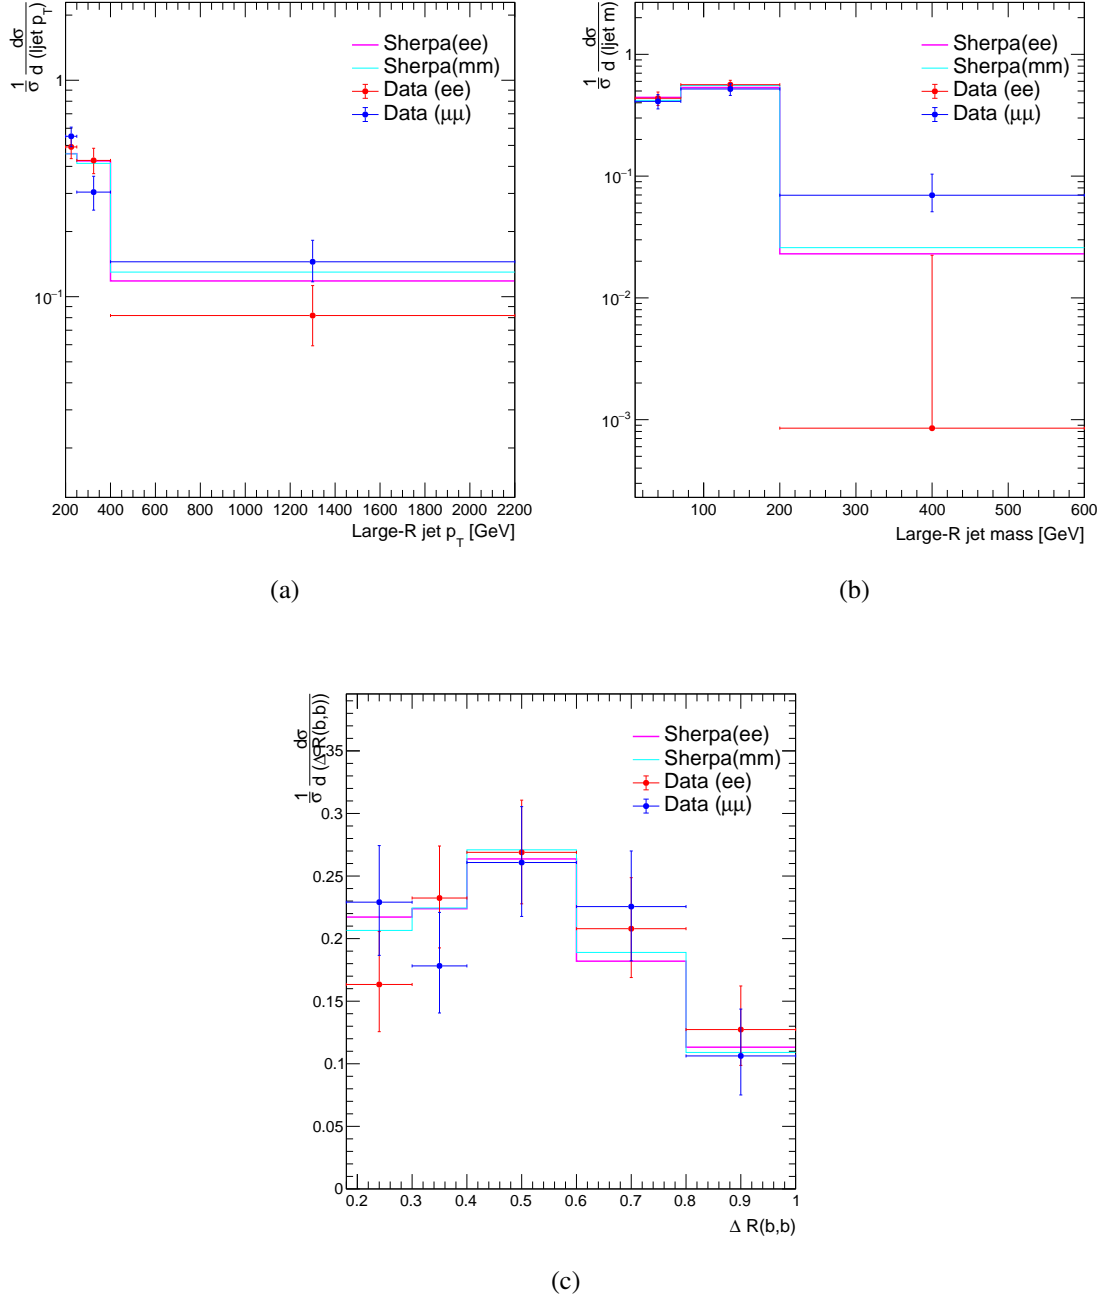 1/σ dσ/d (ljet p_T)
1
10⁻¹
Sherpa(ee)
Sherpa(mm)
Data (ee)
Data (μμ)
200 400 600 800 1000 1200 1400 1600 1800 2000 2200
Large-R jet p_T [GeV]
(a)
1/σ dσ/d (ljet m)
1
10⁻¹
10⁻²
10⁻³
Sherpa(ee)
Sherpa(mm)
Data (ee)
Data (μμ)
100 200 300 400 500 600
Large-R jet mass [GeV]
(b)
1/σ dσ/d (Δ R(b,b))
0.35
0.3
0.25
0.2
0.15
0.1
0.05
0
Sherpa(ee)
Sherpa(mm)
Data (ee)
Data (μμ)
0.2 0.3 0.4 0.5 0.6 0.7 0.8 0.9 1
Δ R(b,b)
(c)